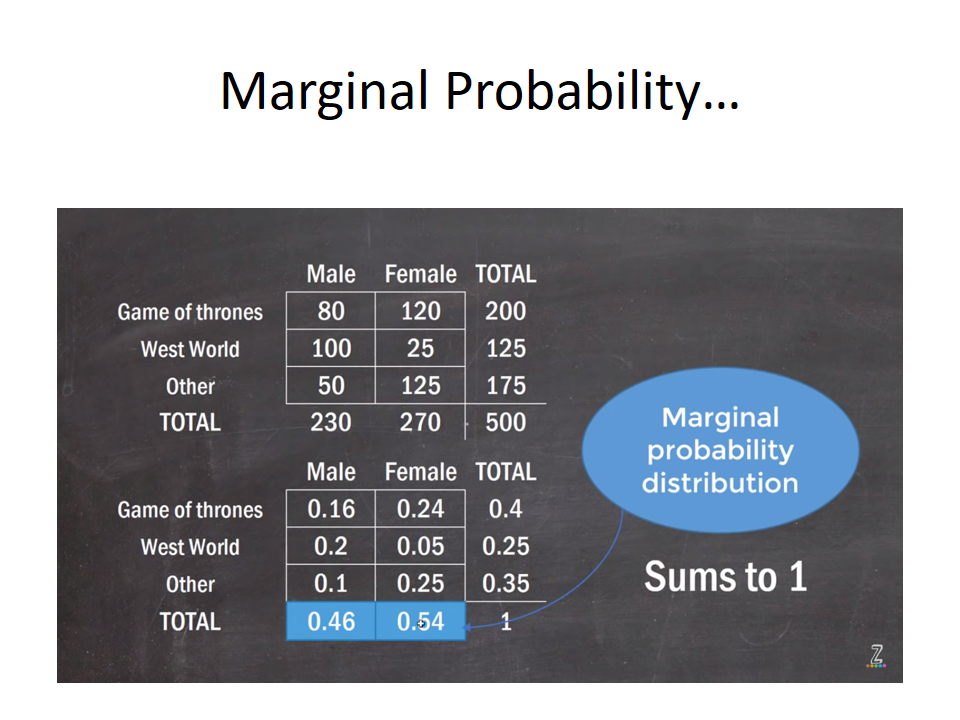 Marginal Probability…
Male Female TOTAL
Game of thrones 80 120 200
West World 100 25 125
Other 50 125 175
TOTAL 230 270 500
Male Female TOTAL
Game of thrones 0.16 0.24 0.4
West World 0.2 0.05 0.25
Other 0.1 0.25 0.35
TOTAL 0.46 0.54 1
Marginal
probability
distribution
Sums to 1
Z